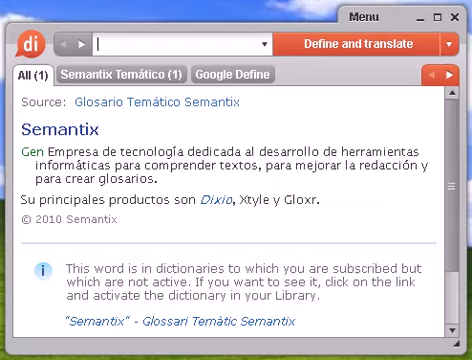 Menu
di
Define and translate
All (1)
Semantix Temático (1)
Google Define
Source: Glosario Temático Semantix
Semantix
Gen Empresa de tecnología dedicada al desarrollo de herramientas
informáticas para comprender textos, para mejorar la redacción y
para crear glosarios.
Su principales productos son Dixio, Xtyle y Gloxr.
© 2010 Semantix
i
This word is in dictionaries to which you are subscribed but
which are not active. If you want to see it, click on the link
and activate the dictionary in your Library.
"Semantix" - Glossari Temàtic Semantix